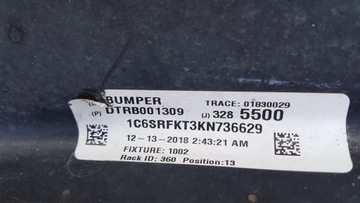 BUMPER TRACE: 01830029
(P) DTRB001309 (J) 328 5500
1C6SRFKT3KN736629
12-13-2018 2:43:21 AM
FIXTURE: 1002
Rack ID: 360 Position:13